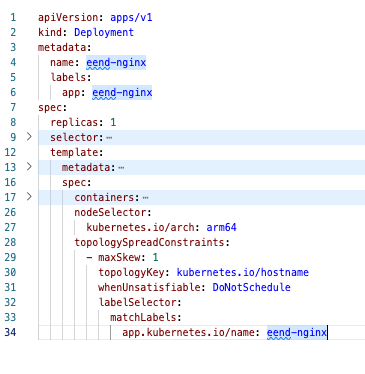 1 apiVersion: apps/v1
2 kind: Deployment
3 metadata:
4   name: eend-nginx
5   labels:
6     app: eend-nginx
7 spec:
8   replicas: 1
9 > selector: ⋯
12   template:
13 >   metadata: ⋯
16     spec:
17 >     containers: ⋯
26       nodeSelector:
27         kubernetes.io/arch: arm64
28       topologySpreadConstraints:
29         - maxSkew: 1
30           topologyKey: kubernetes.io/hostname
31           whenUnsatisfiable: DoNotSchedule
32           labelSelector:
33             matchLabels:
34               app.kubernetes.io/name: eend-nginx